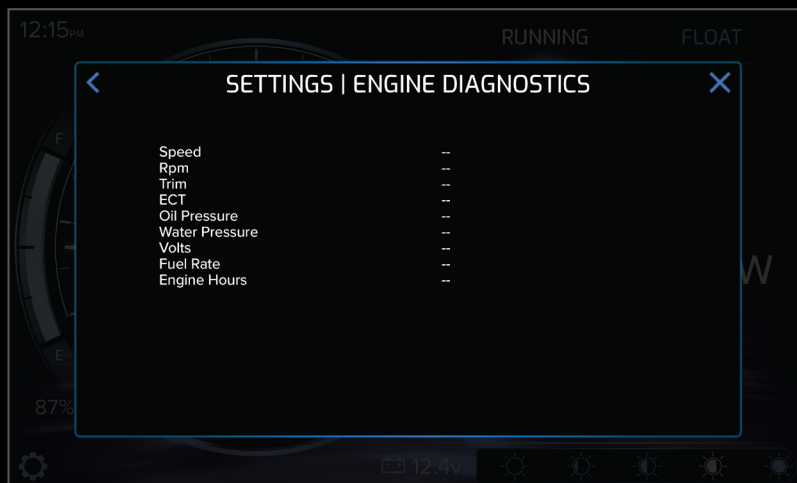 12:15PM
RUNNING FLOAT
SETTINGS | ENGINE DIAGNOSTICS
F
Speed --
Rpm --
Trim --
ECT --
Oil Pressure --
Water Pressure --
Volts --
Fuel Rate --
Engine Hours --
W
E
87%
12.4v